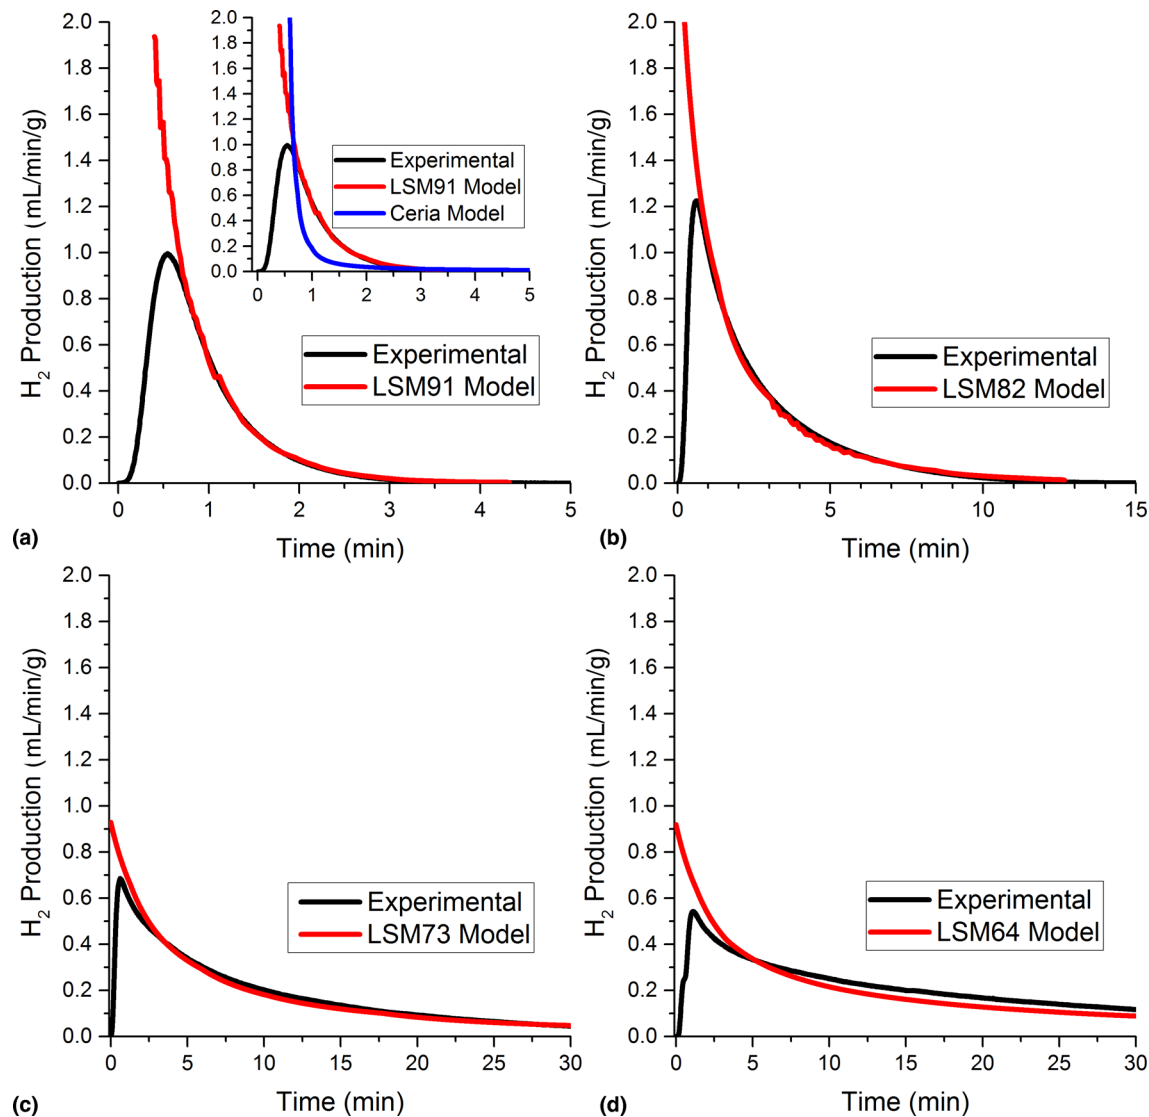 H2 Production (mL/min/g)
2.0
1.8
1.6
1.4
1.2
1.0
0.8
0.6
0.4
0.2
0.0
2.0
1.8
1.6
1.4
1.2
1.0
0.8
0.6
0.4
0.2
0.0
Experimental
LSM91 Model
Ceria Model
0 1 2 3 4 5
Experimental
LSM91 Model
0 1 2 3 4 5
Time (min)
(a)
H2 Production (mL/min/g)
2.0
1.8
1.6
1.4
1.2
1.0
0.8
0.6
0.4
0.2
0.0
Experimental
LSM82 Model
0 5 10 15
Time (min)
(b)
H2 Production (mL/min/g)
2.0
1.8
1.6
1.4
1.2
1.0
0.8
0.6
0.4
0.2
0.0
Experimental
LSM73 Model
0 5 10 15 20 25 30
Time (min)
(c)
H2 Production (mL/min/g)
2.0
1.8
1.6
1.4
1.2
1.0
0.8
0.6
0.4
0.2
0.0
Experimental
LSM64 Model
0 5 10 15 20 25 30
Time (min)
(d)